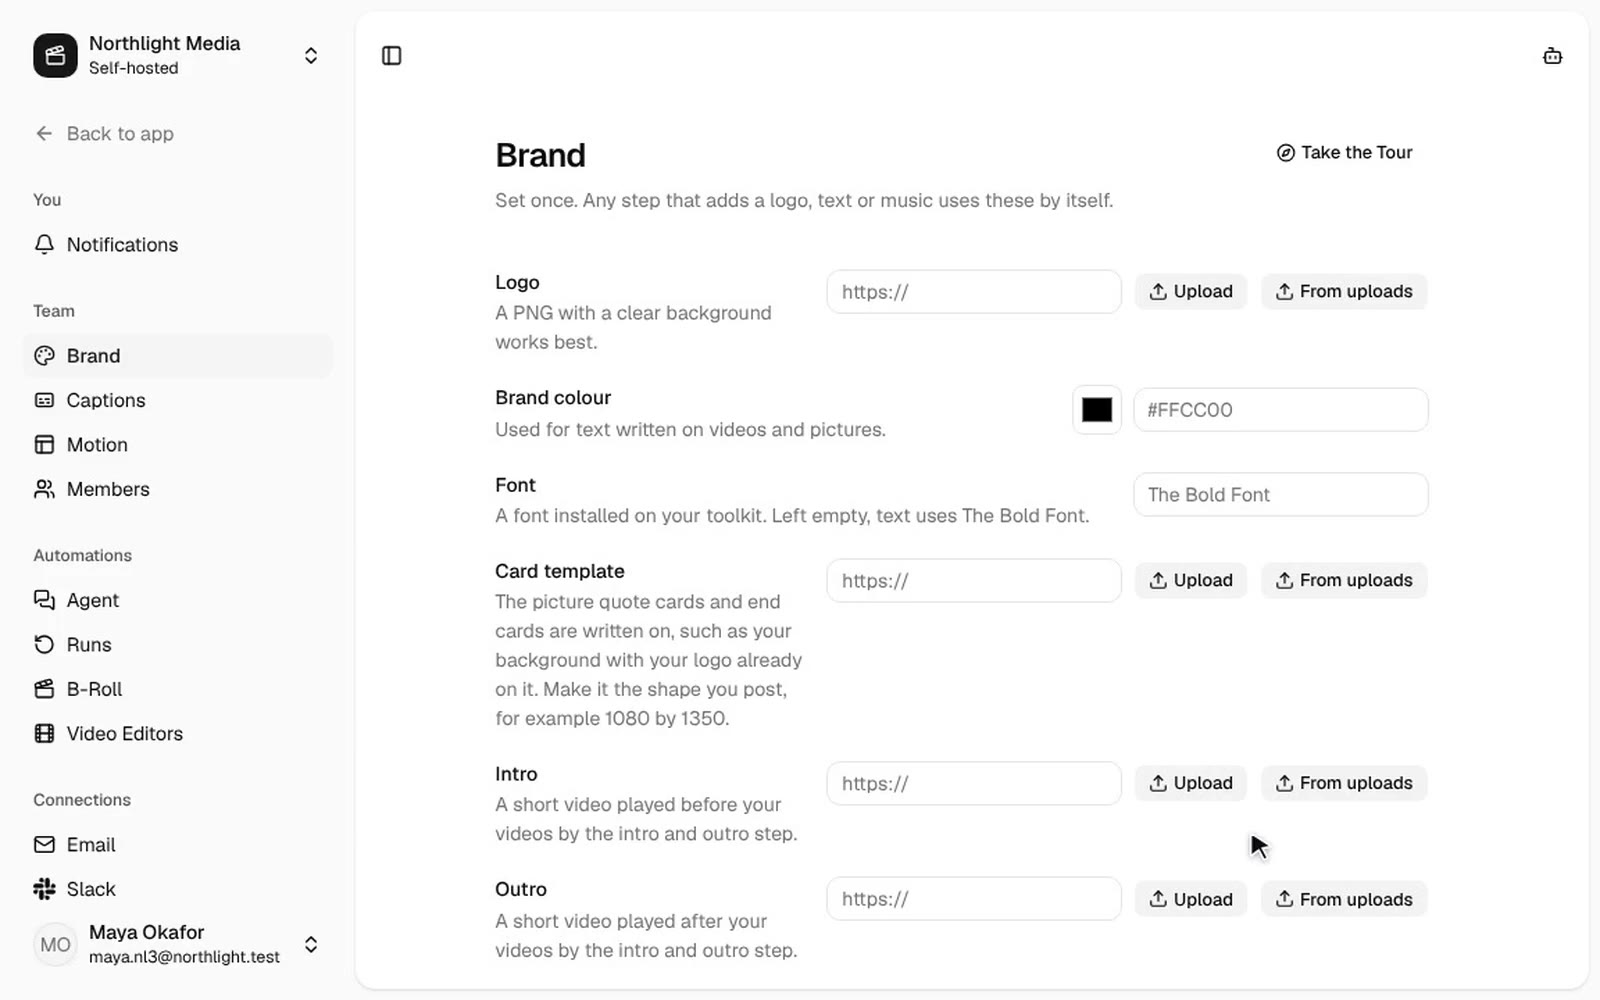 Northlight Media
Self-hosted
Back to app
You
Notifications
Team
Brand
Captions
Motion
Members
Automations
Agent
Runs
B-Roll
Video Editors
Connections
Email
Slack
MO
Maya Okafor
maya.nl3@northlight.test
Brand
Take the Tour
Set once. Any step that adds a logo, text or music uses these by itself.
Logo
A PNG with a clear background
works best.
https://
Upload
From uploads
Brand colour
Used for text written on videos and pictures.
#FFCC00
Font
A font installed on your toolkit. Left empty, text uses The Bold Font.
The Bold Font
Card template
The picture quote cards and end
cards are written on, such as your
background with your logo already
on it. Make it the shape you post,
for example 1080 by 1350.
https://
Upload
From uploads
Intro
A short video played before your
videos by the intro and outro step.
https://
Upload
From uploads
Outro
A short video played after your
videos by the intro and outro step.
https://
Upload
From uploads